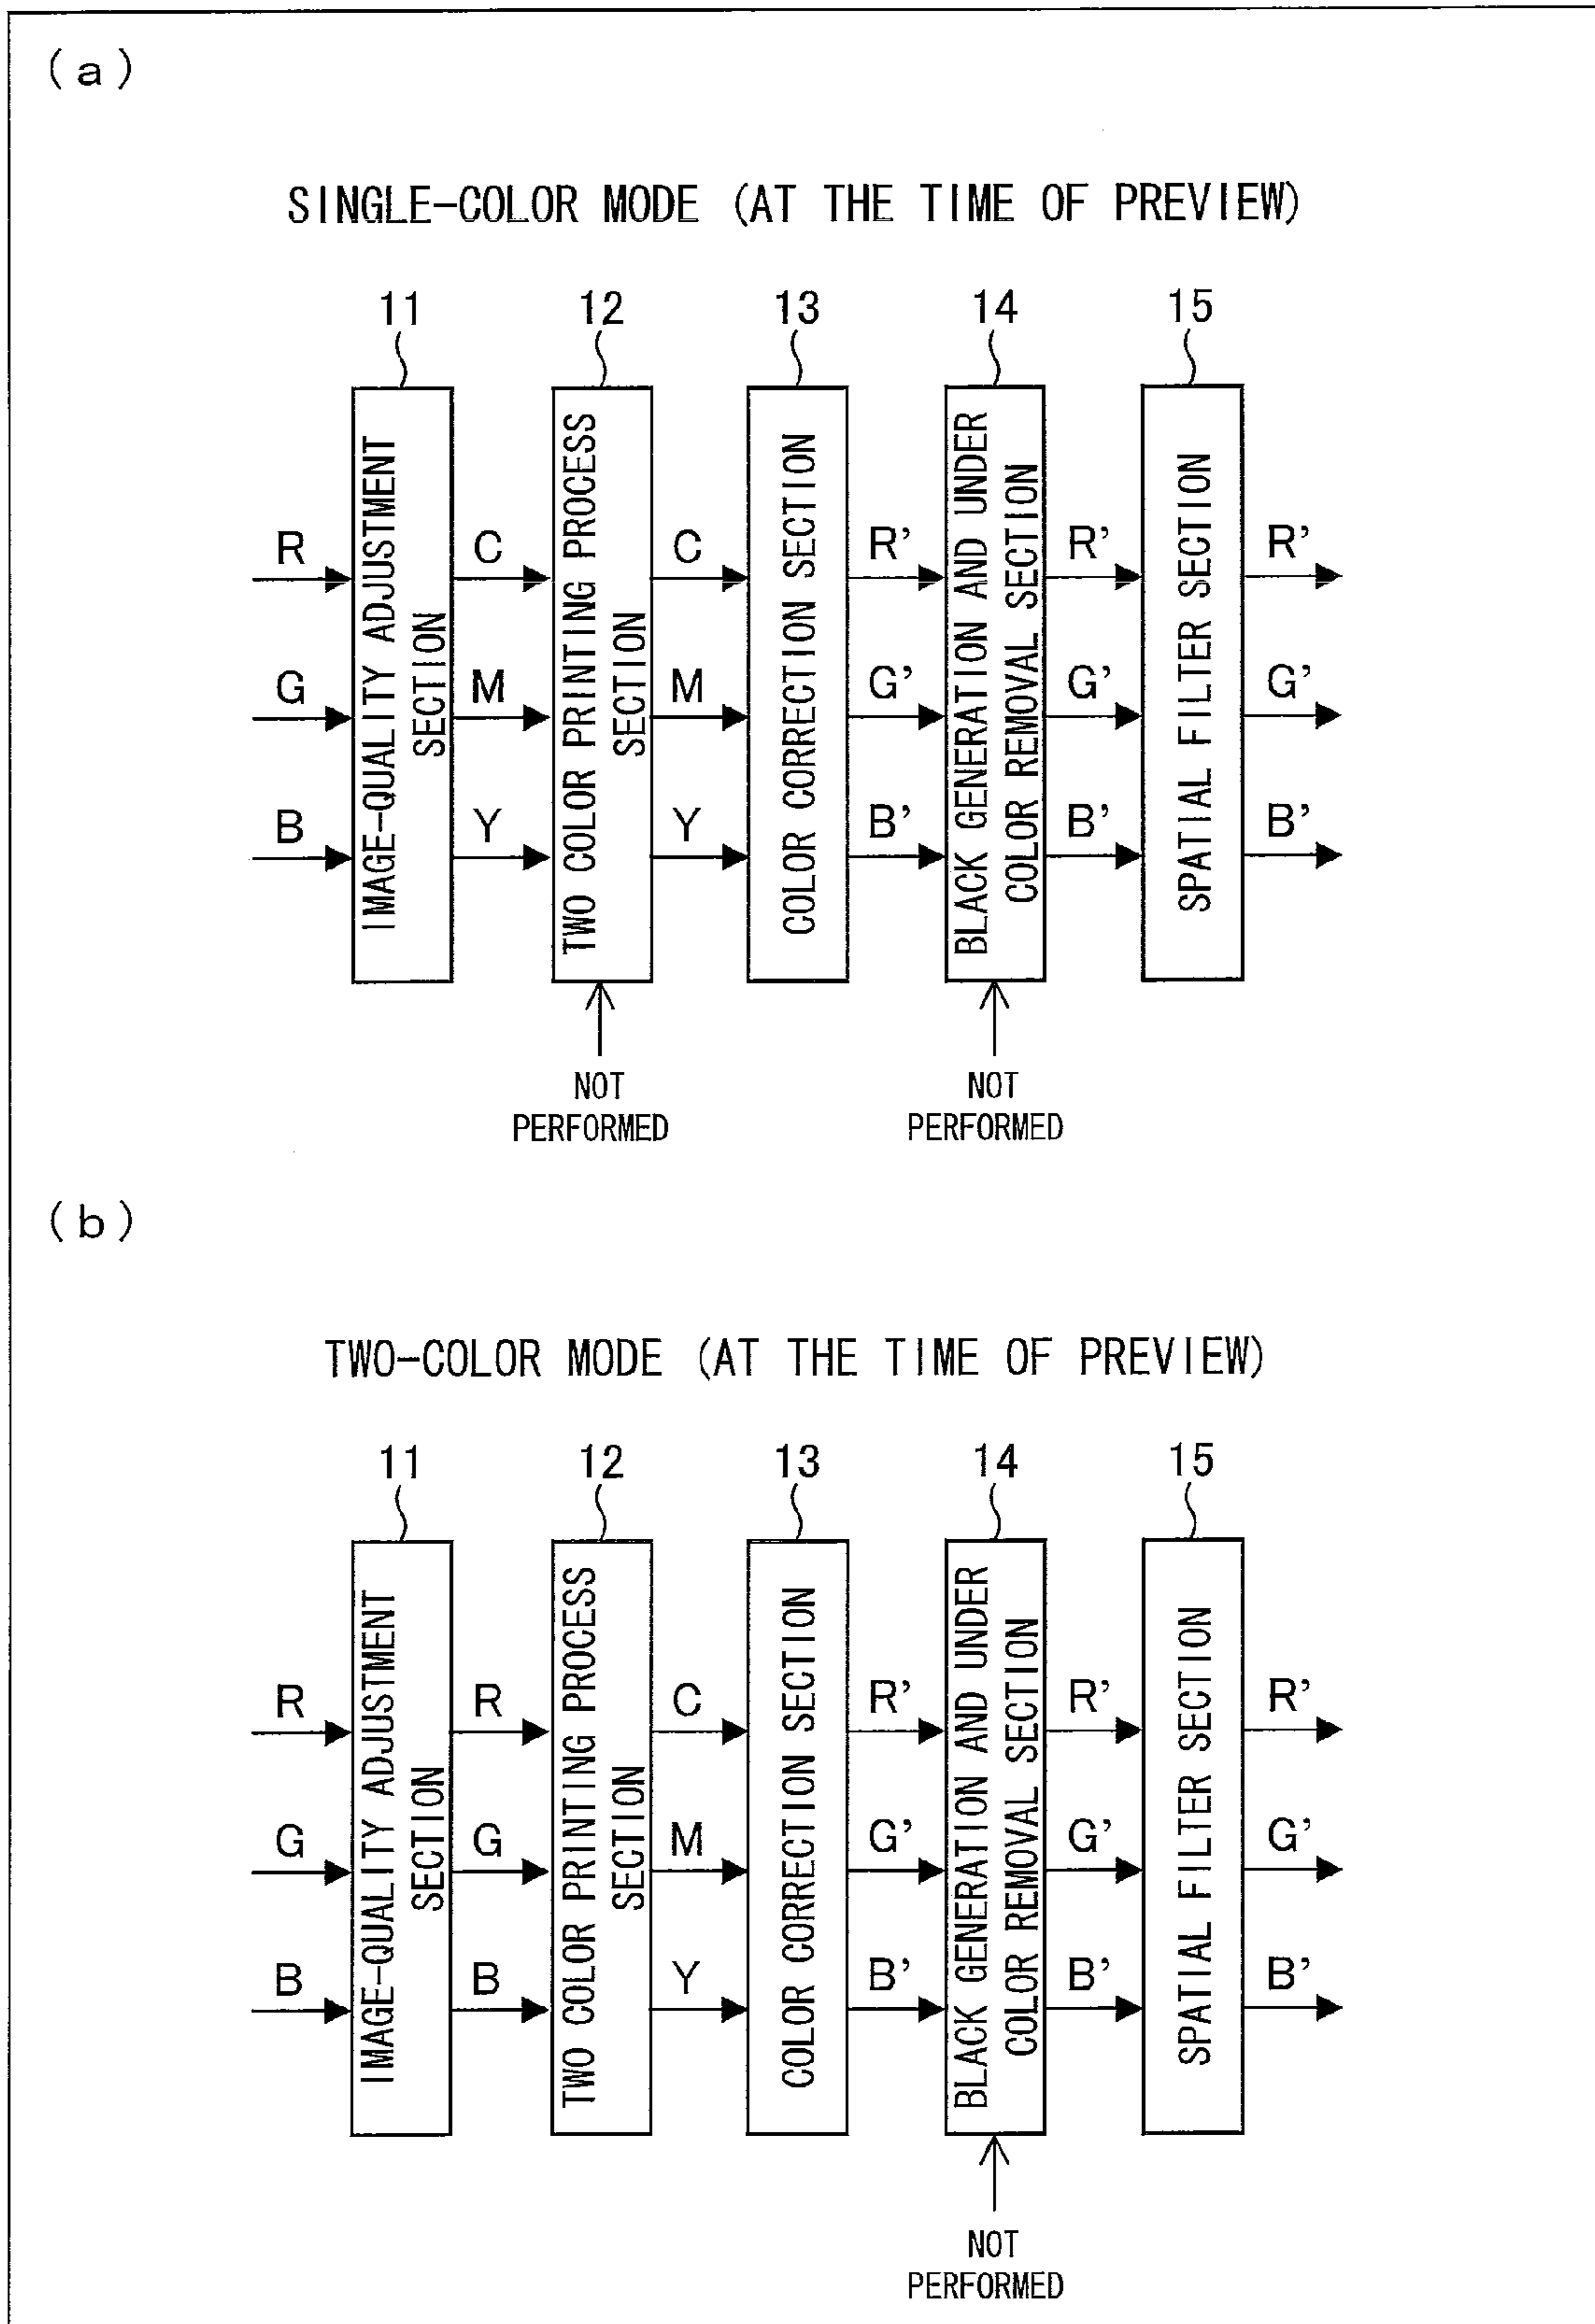 (a)
SINGLE-COLOR MODE (AT THE TIME OF PREVIEW)
11 12 13 14 15
IMAGE-QUALITY ADJUSTMENT
SECTION
TWO COLOR PRINTING PROCESS
SECTION
COLOR CORRECTION SECTION
BLACK GENERATION AND UNDER
COLOR REMOVAL SECTION
SPATIAL FILTER SECTION
R C C R’ R’ R’
G M M G’ G’ G’
B Y Y B’ B’ B’
NOT
PERFORMED
NOT
PERFORMED
(b)
TWO-COLOR MODE (AT THE TIME OF PREVIEW)
11 12 13 14 15
IMAGE-QUALITY ADJUSTMENT
SECTION
TWO COLOR PRINTING PROCESS
SECTION
COLOR CORRECTION SECTION
BLACK GENERATION AND UNDER
COLOR REMOVAL SECTION
SPATIAL FILTER SECTION
R R C R’ R’ R’
G G M G’ G’ G’
B B Y B’ B’ B’
NOT
PERFORMED